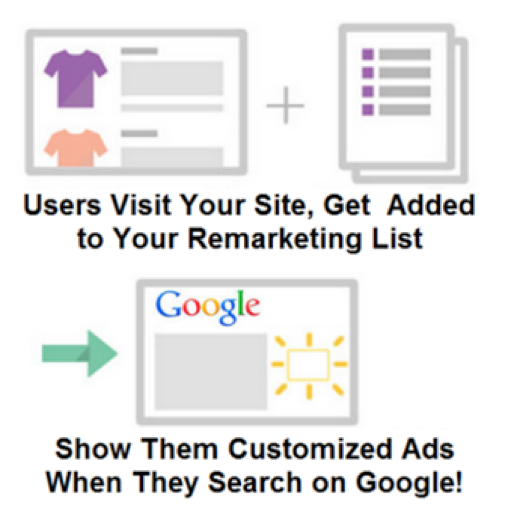 Users Visit Your Site, Get Added
to Your Remarketing List
Google
Show Them Customized Ads
When They Search on Google!